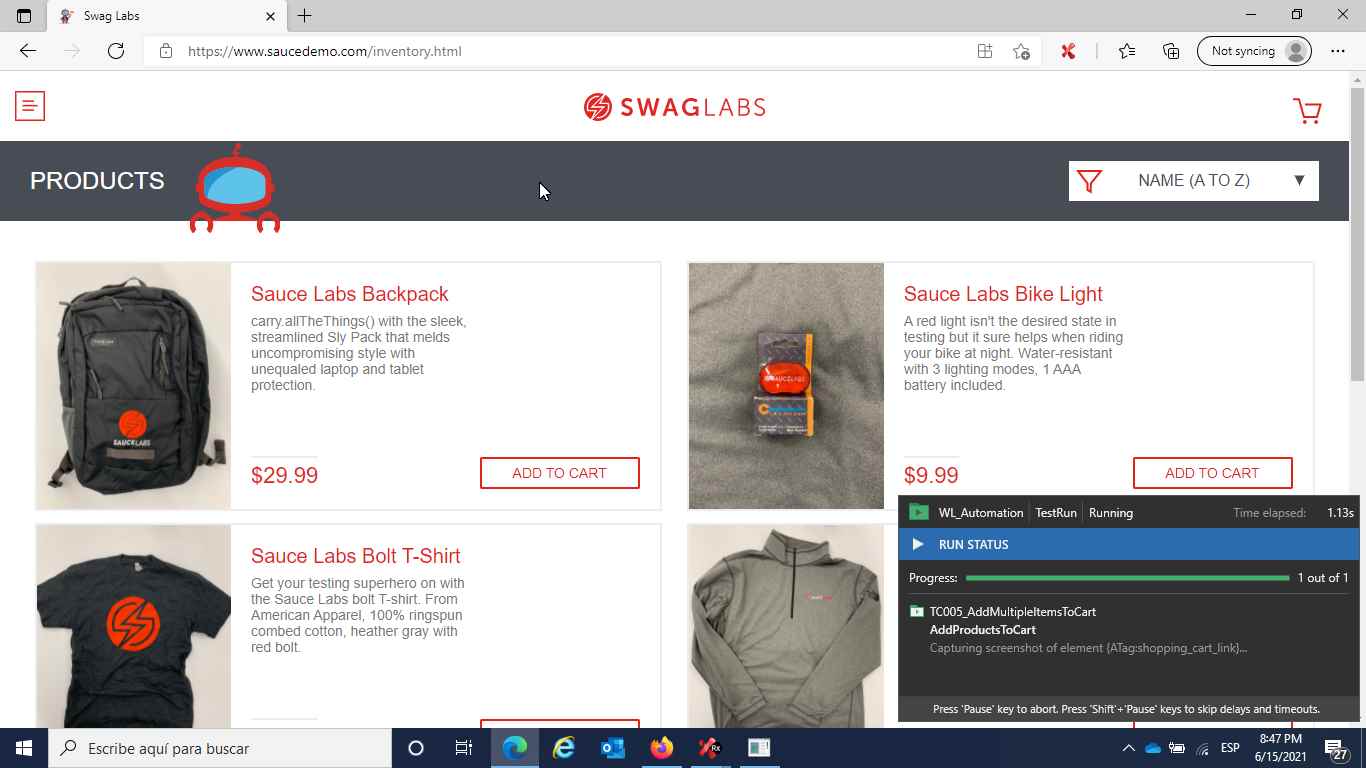 Swag Labs
https://www.saucedemo.com/inventory.html
Not syncing
SWAGLABS
PRODUCTS
NAME (A TO Z)
Sauce Labs Backpack
carry.allTheThings() with the sleek,
streamlined Sly Pack that melds
uncompromising style with
unequaled laptop and tablet
protection.
$29.99
ADD TO CART
SAUCELABS
Sauce Labs Bike Light
A red light isn't the desired state in
testing but it sure helps when riding
your bike at night. Water-resistant
with 3 lighting modes, 1 AAA
battery included.
$9.99
ADD TO CART
SAUCELABS
Sauce Labs Bolt T-Shirt
Get your testing superhero on with
the Sauce Labs bolt T-shirt. From
American Apparel, 100% ringspun
combed cotton, heather gray with
red bolt.
WL_Automation
TestRun
Running
Time elapsed:
1.13s
RUN STATUS
Progress:
1 out of 1
TC005_AddMultipleItemsToCart
AddProductsToCart
Capturing screenshot of element {ATag:shopping_cart_link}...
Press 'Pause' key to abort. Press 'Shift'+'Pause' keys to skip delays and timeouts.
Escribe aquí para buscar
Rx
ESP
8:47 PM
6/15/2021
27